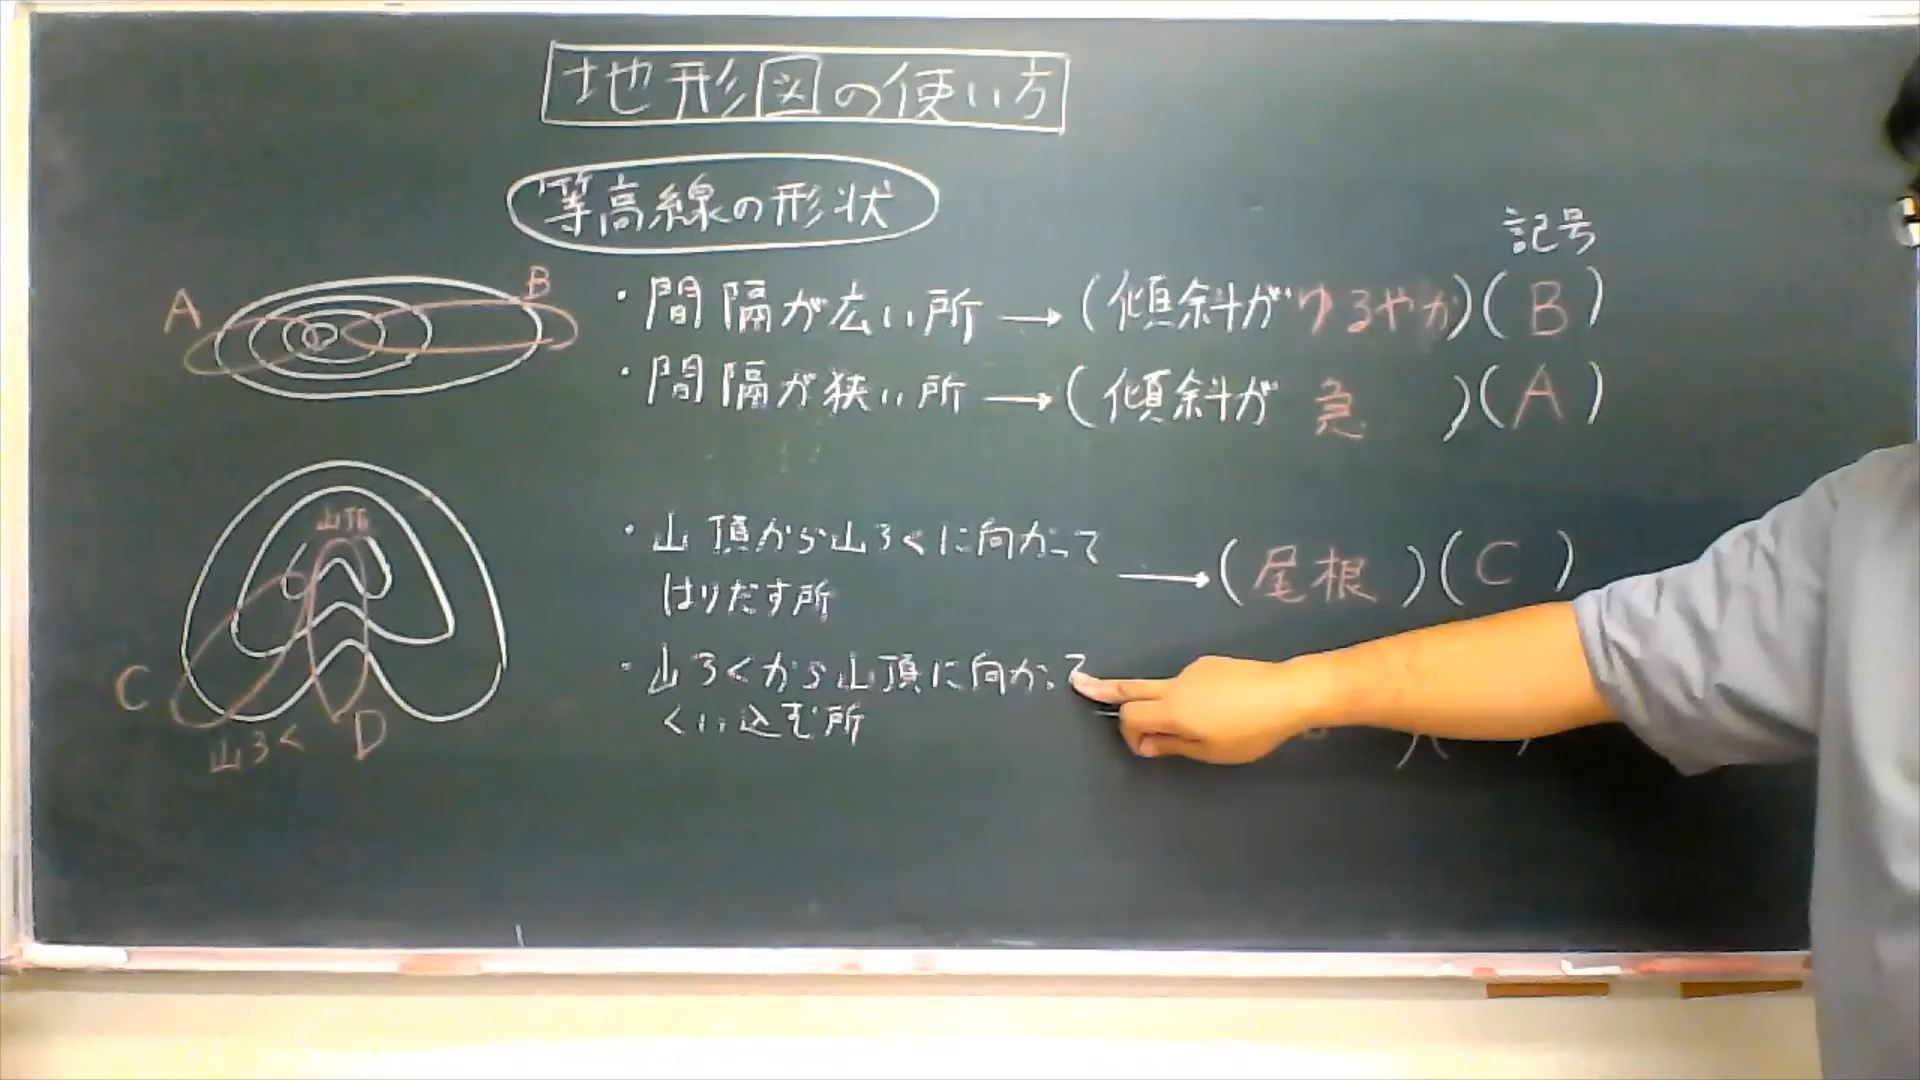 地形図の使い方
等高線の形状
記号
A
B
・間隔が広い所→(傾斜がゆるやか)(B)
・間隔が狭い所→(傾斜が 急 )(A)
山頂
C
山ろく
D
・山頂から山ろくに向かって
はりだす所
→(尾根)(C)
・山ろくから山頂に向かって
くい込む所